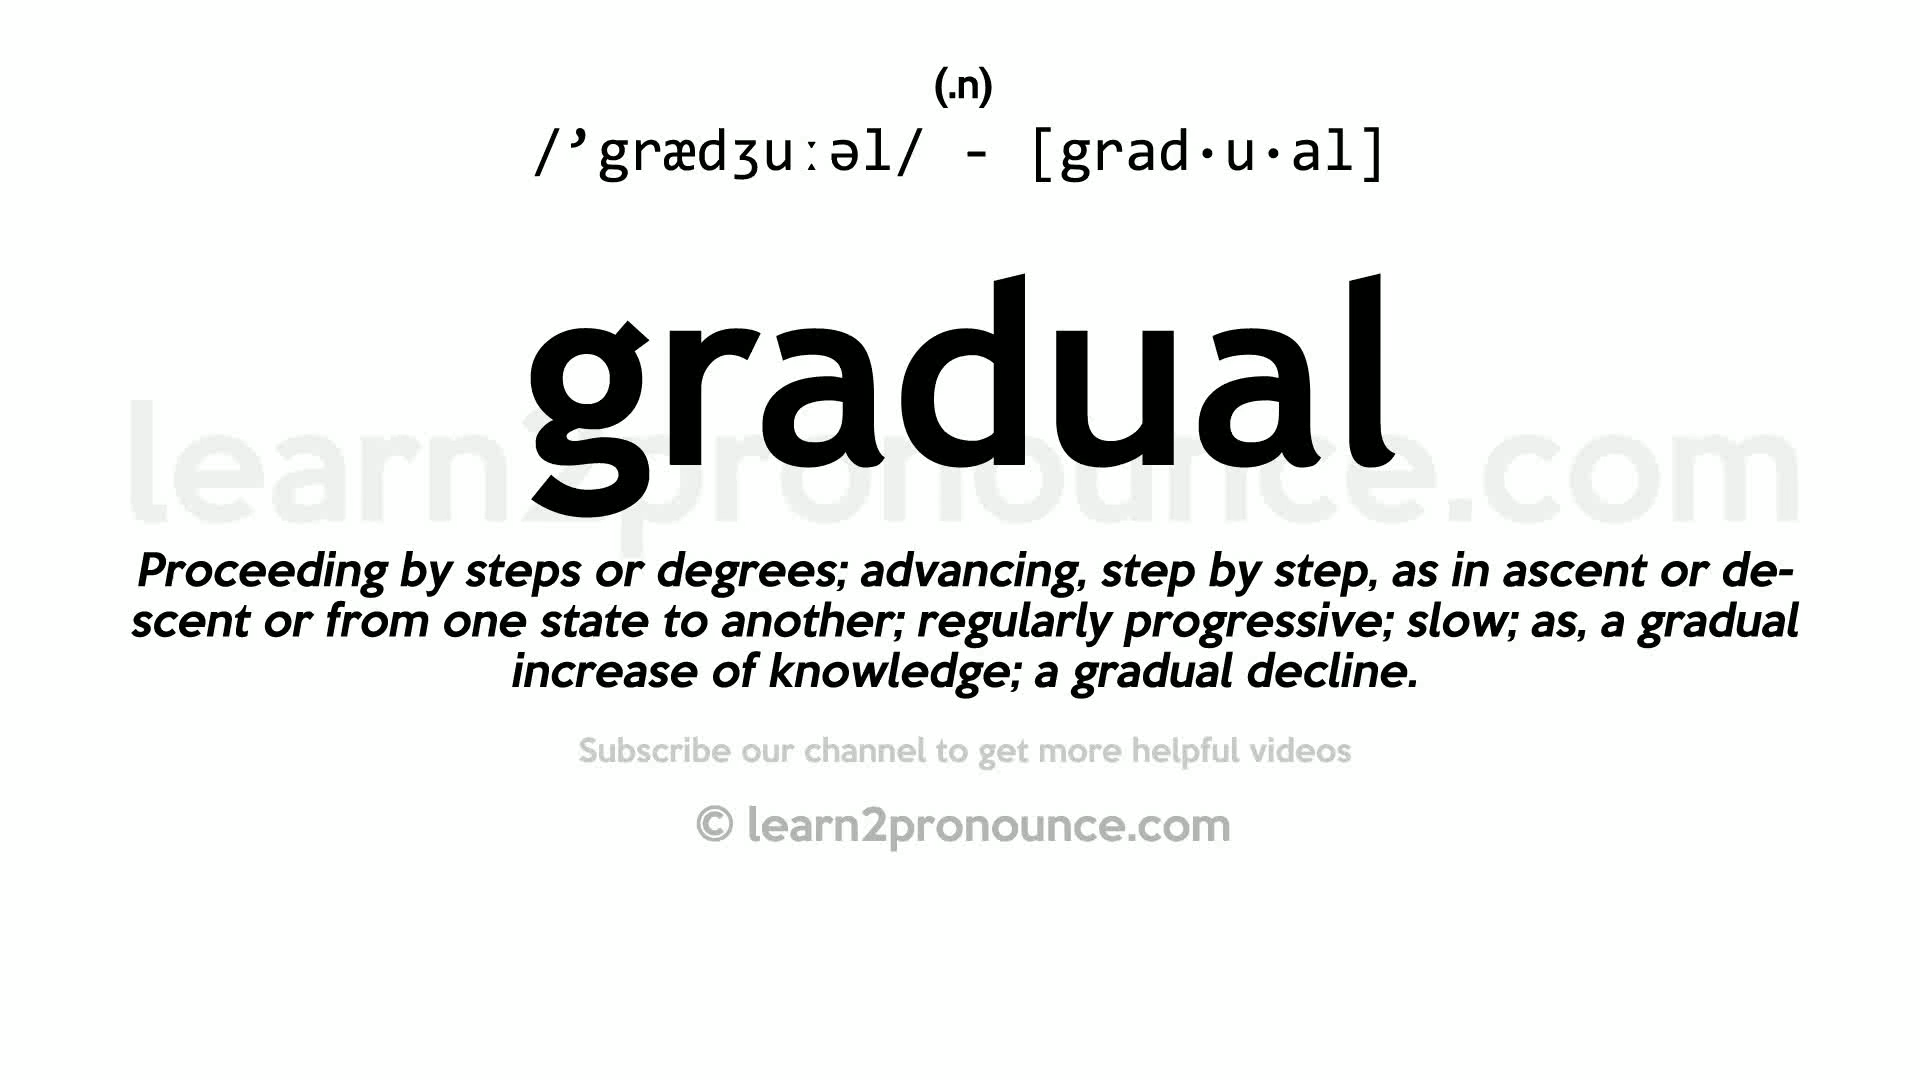 (.n)
/’grædʒuːəl/ - [grad·u·al]
gradual
learn2pronounce.com
Proceeding by steps or degrees; advancing, step by step, as in ascent or de-
scent or from one state to another; regularly progressive; slow; as, a gradual
increase of knowledge; a gradual decline.
Subscribe our channel to get more helpful videos
© learn2pronounce.com